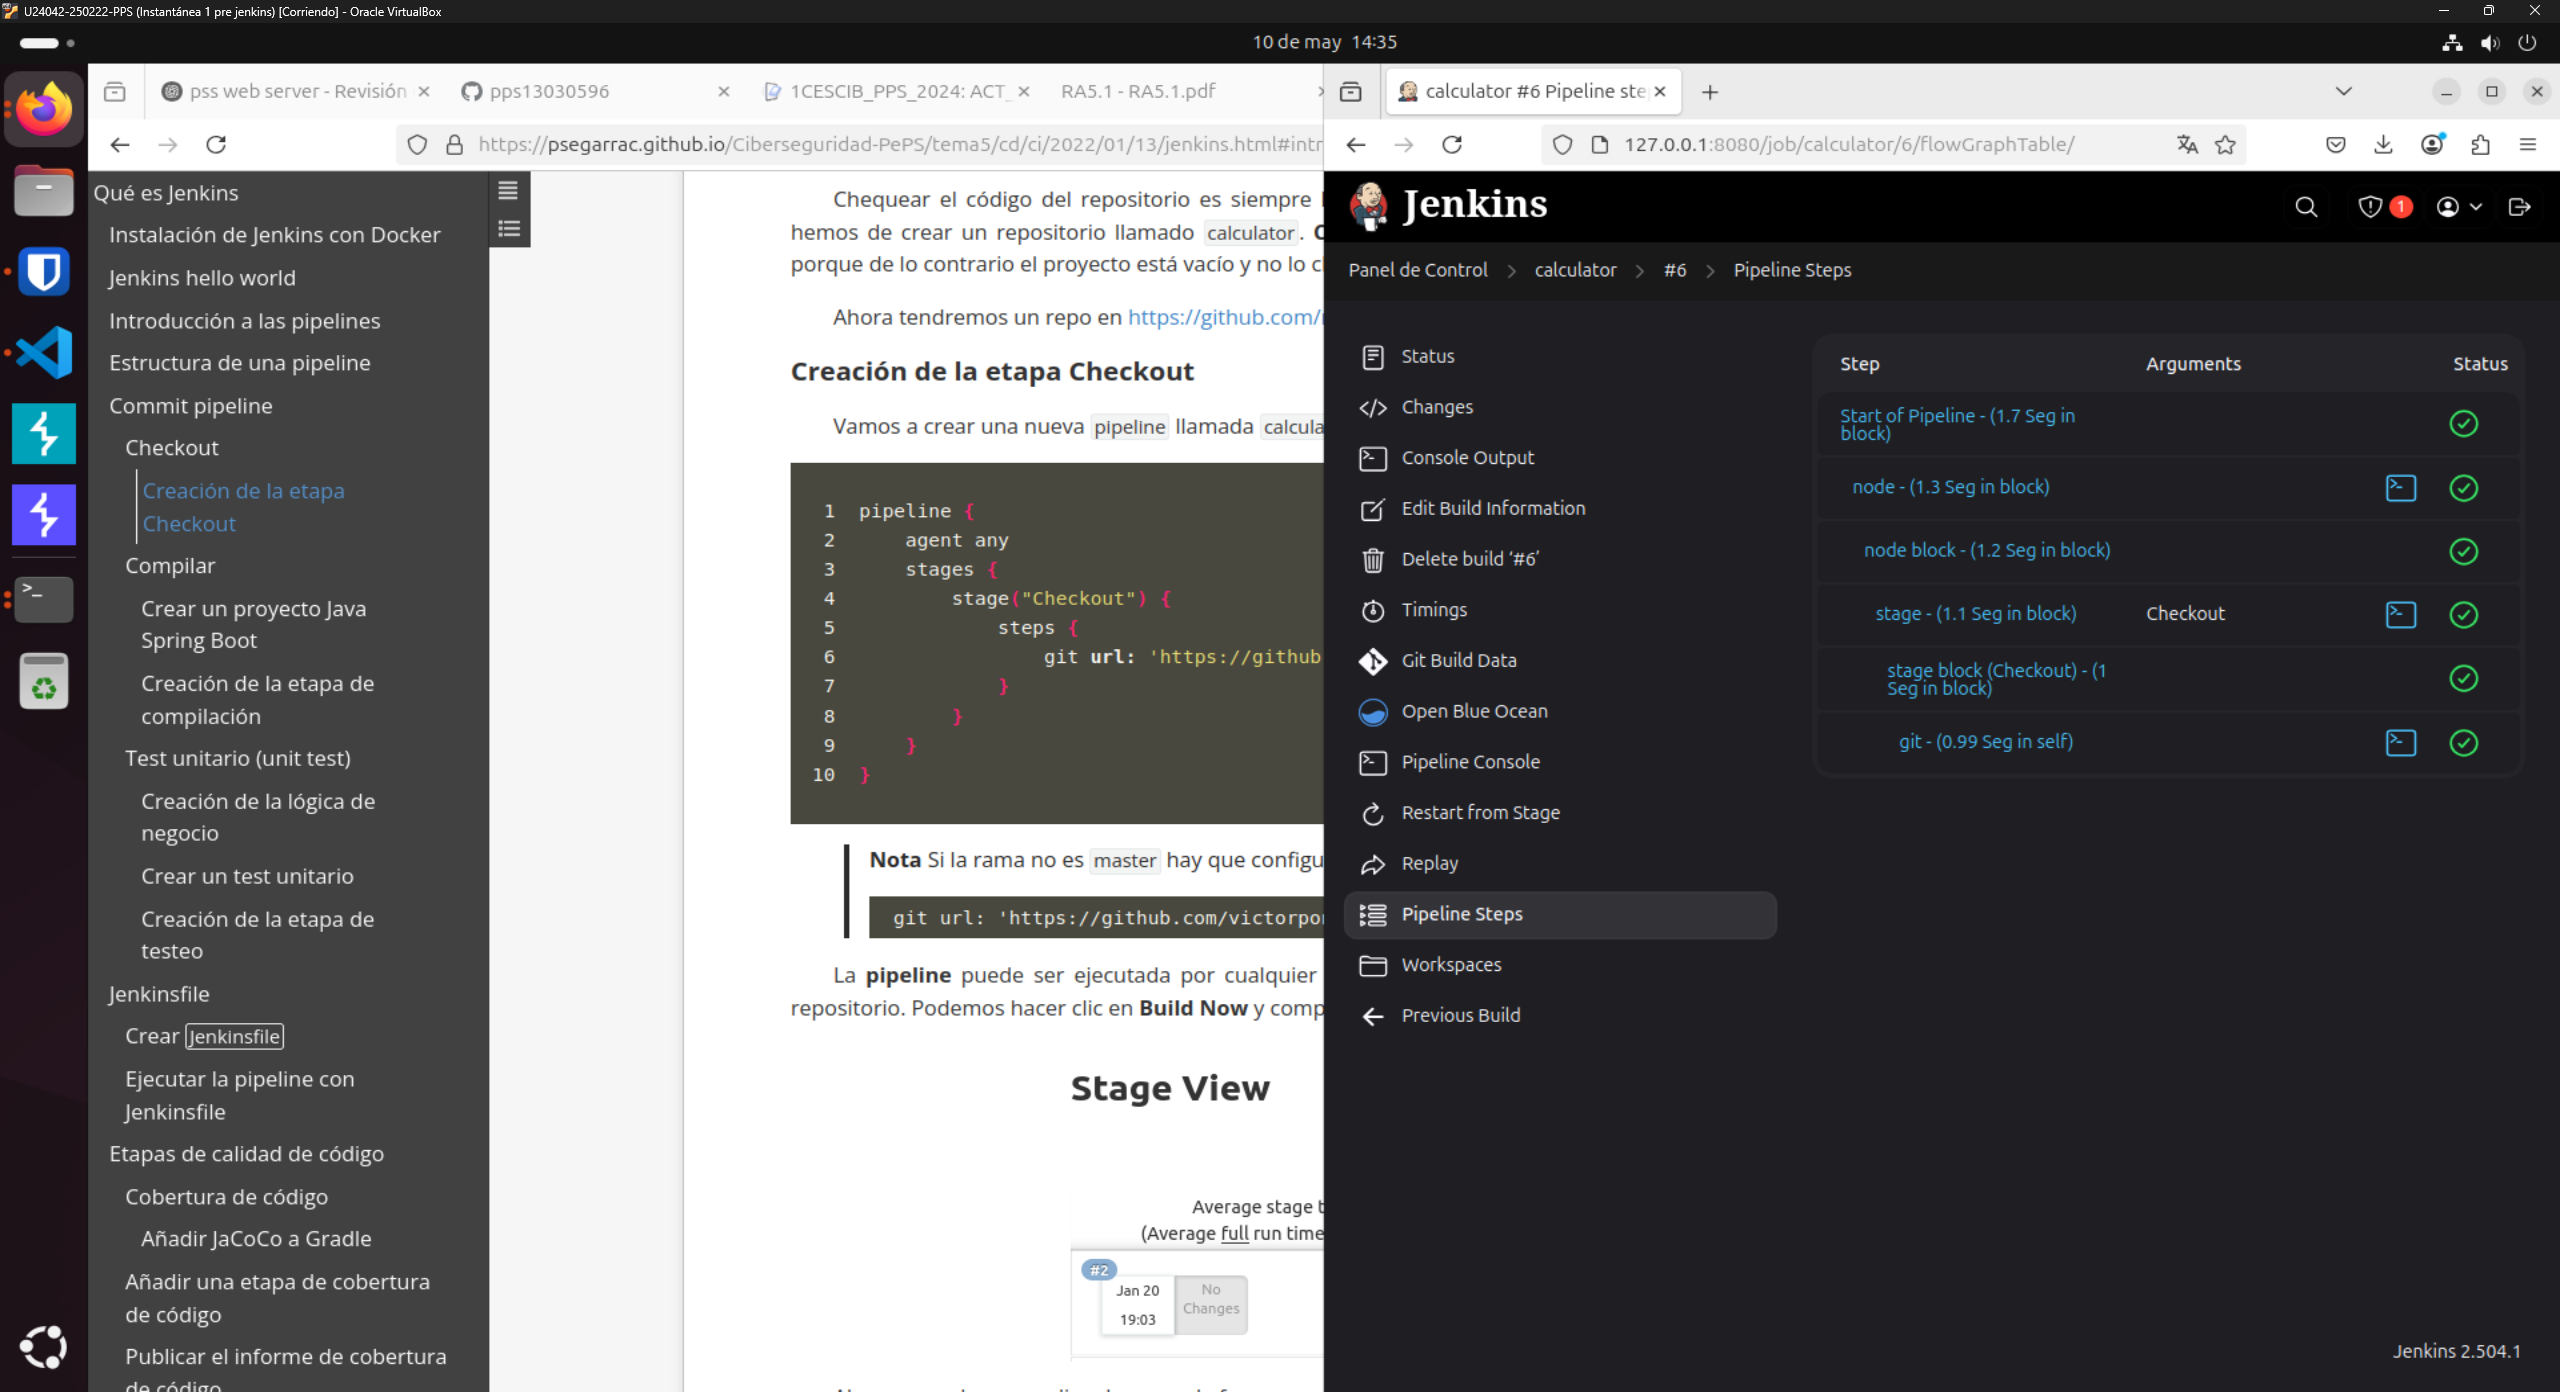 U24042-250222-PPS (Instantánea 1 pre jenkins) [Corriendo] - Oracle VirtualBox
10 de may 14:35
pss web server - Revisión
pps13030596
1CESCIB_PPS_2024: ACT_
RA5.1 - RA5.1.pdf
https://psegarrac.github.io/Ciberseguridad-PePS/tema5/cd/ci/2022/01/13/jenkins.html#intr
Qué es Jenkins
Instalación de Jenkins con Docker
Jenkins hello world
Introducción a las pipelines
Estructura de una pipeline
Commit pipeline
Checkout
Creación de la etapa
Checkout
Compilar
Crear un proyecto Java
Spring Boot
Creación de la etapa de
compilación
Test unitario (unit test)
Creación de la lógica de
negocio
Crear un test unitario
Creación de la etapa de
testeo
Jenkinsfile
Crear Jenkinsfile
Ejecutar la pipeline con
Jenkinsfile
Etapas de calidad de código
Cobertura de código
Añadir JaCoCo a Gradle
Añadir una etapa de cobertura
de código
Publicar el informe de cobertura
de código
Chequear el código del repositorio es siempre
hemos de crear un repositorio llamado calculator.
porque de lo contrario el proyecto está vacío y no lo
Ahora tendremos un repo en https://github.com/
Creación de la etapa Checkout
Vamos a crear una nueva pipeline llamada calcula
1 pipeline {
2 agent any
3 stages {
4 stage("Checkout") {
5 steps {
6 git url: 'https://github
7 }
8 }
9 }
10 }
Nota Si la rama no es master hay que configu
git url: 'https://github.com/victorpo
La pipeline puede ser ejecutada por cualquier
repositorio. Podemos hacer clic en Build Now y comp
Stage View
Average stage t
(Average full run time
#2
Jan 20
19:03
No
Changes
calculator #6 Pipeline ste
127.0.0.1:8080/job/calculator/6/flowGraphTable/
Jenkins
1
Panel de Control > calculator > #6 > Pipeline Steps
Status
Changes
Console Output
Edit Build Information
Delete build ‘#6’
Timings
Git Build Data
Open Blue Ocean
Pipeline Console
Restart from Stage
Replay
Pipeline Steps
Workspaces
Previous Build
Step Arguments Status
Start of Pipeline - (1.7 Seg in
block)
node - (1.3 Seg in block)
node block - (1.2 Seg in block)
stage - (1.1 Seg in block) Checkout
stage block (Checkout) - (1
Seg in block)
git - (0.99 Seg in self)
Jenkins 2.504.1